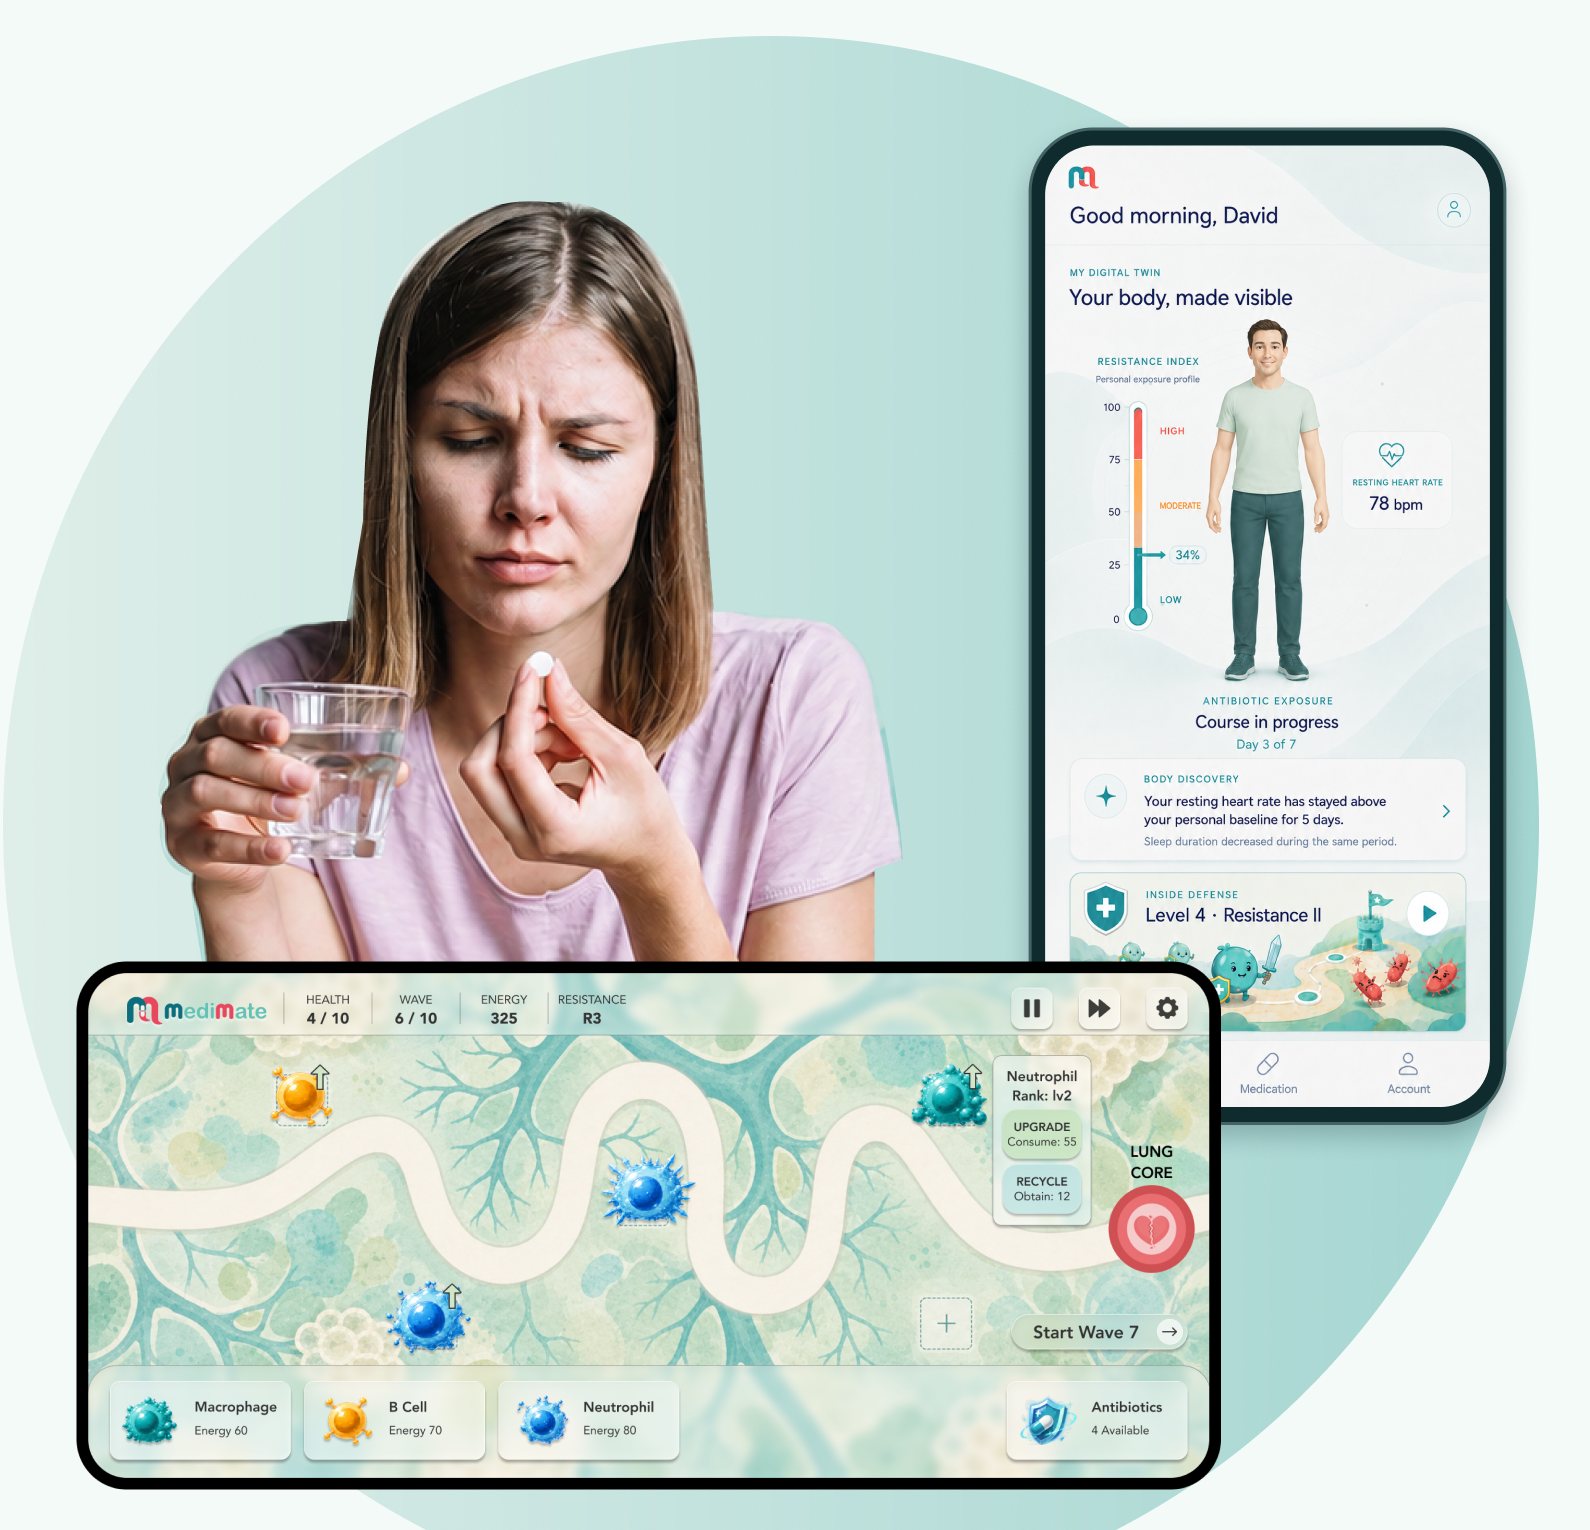 Good morning, David
MY DIGITAL TWIN
Your body, made visible
RESISTANCE INDEX
Personal exposure profile
100
HIGH
75
MODERATE
50
34%
25
LOW
0
RESTING HEART RATE
78 bpm
ANTIBIOTIC EXPOSURE
Course in progress
Day 3 of 7
BODY DISCOVERY
Your resting heart rate has stayed above
your personal baseline for 5 days.
Sleep duration decreased during the same period.
INSIDE DEFENSE
Level 4 · Resistance II
Medication
Account
medimate
HEALTH
4 / 10
WAVE
6 / 10
ENERGY
325
RESISTANCE
R3
Neutrophil
Rank: lv2
UPGRADE
Consume: 55
RECYCLE
Obtain: 12
LUNG
CORE
Start Wave 7
Macrophage
Energy 60
B Cell
Energy 70
Neutrophil
Energy 80
Antibiotics
4 Available